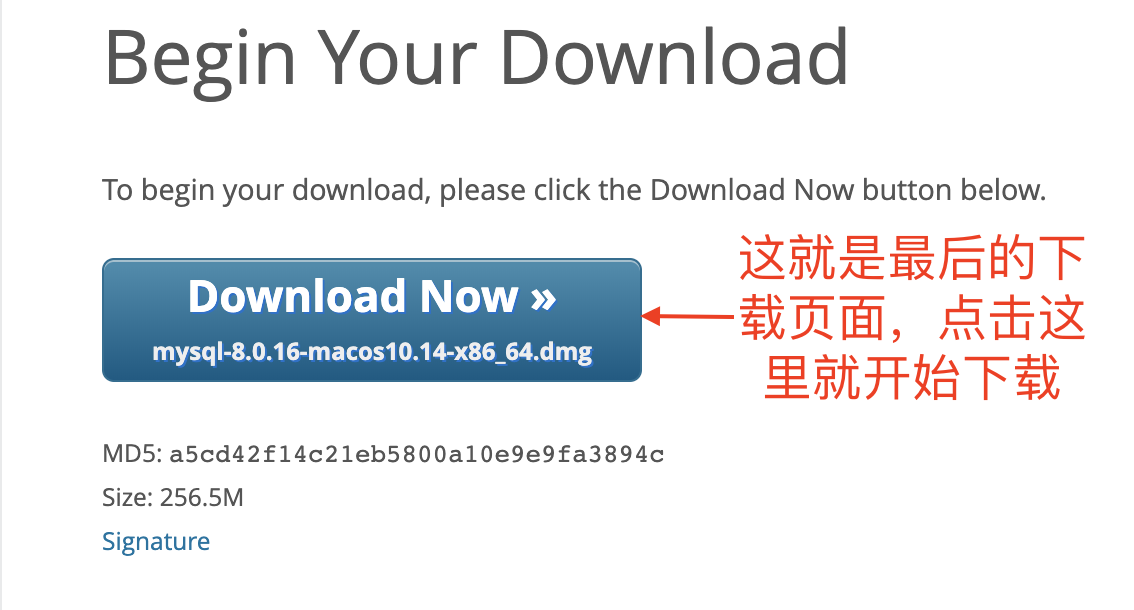 Begin Your Download
To begin your download, please click the Download Now button below.
Download Now »
mysql-8.0.16-macos10.14-x86_64.dmg
这就是最后的下
载页面，点击这
里就开始下载
MD5: a5cd42f14c21eb5800a10e9e9fa3894c
Size: 256.5M
Signature